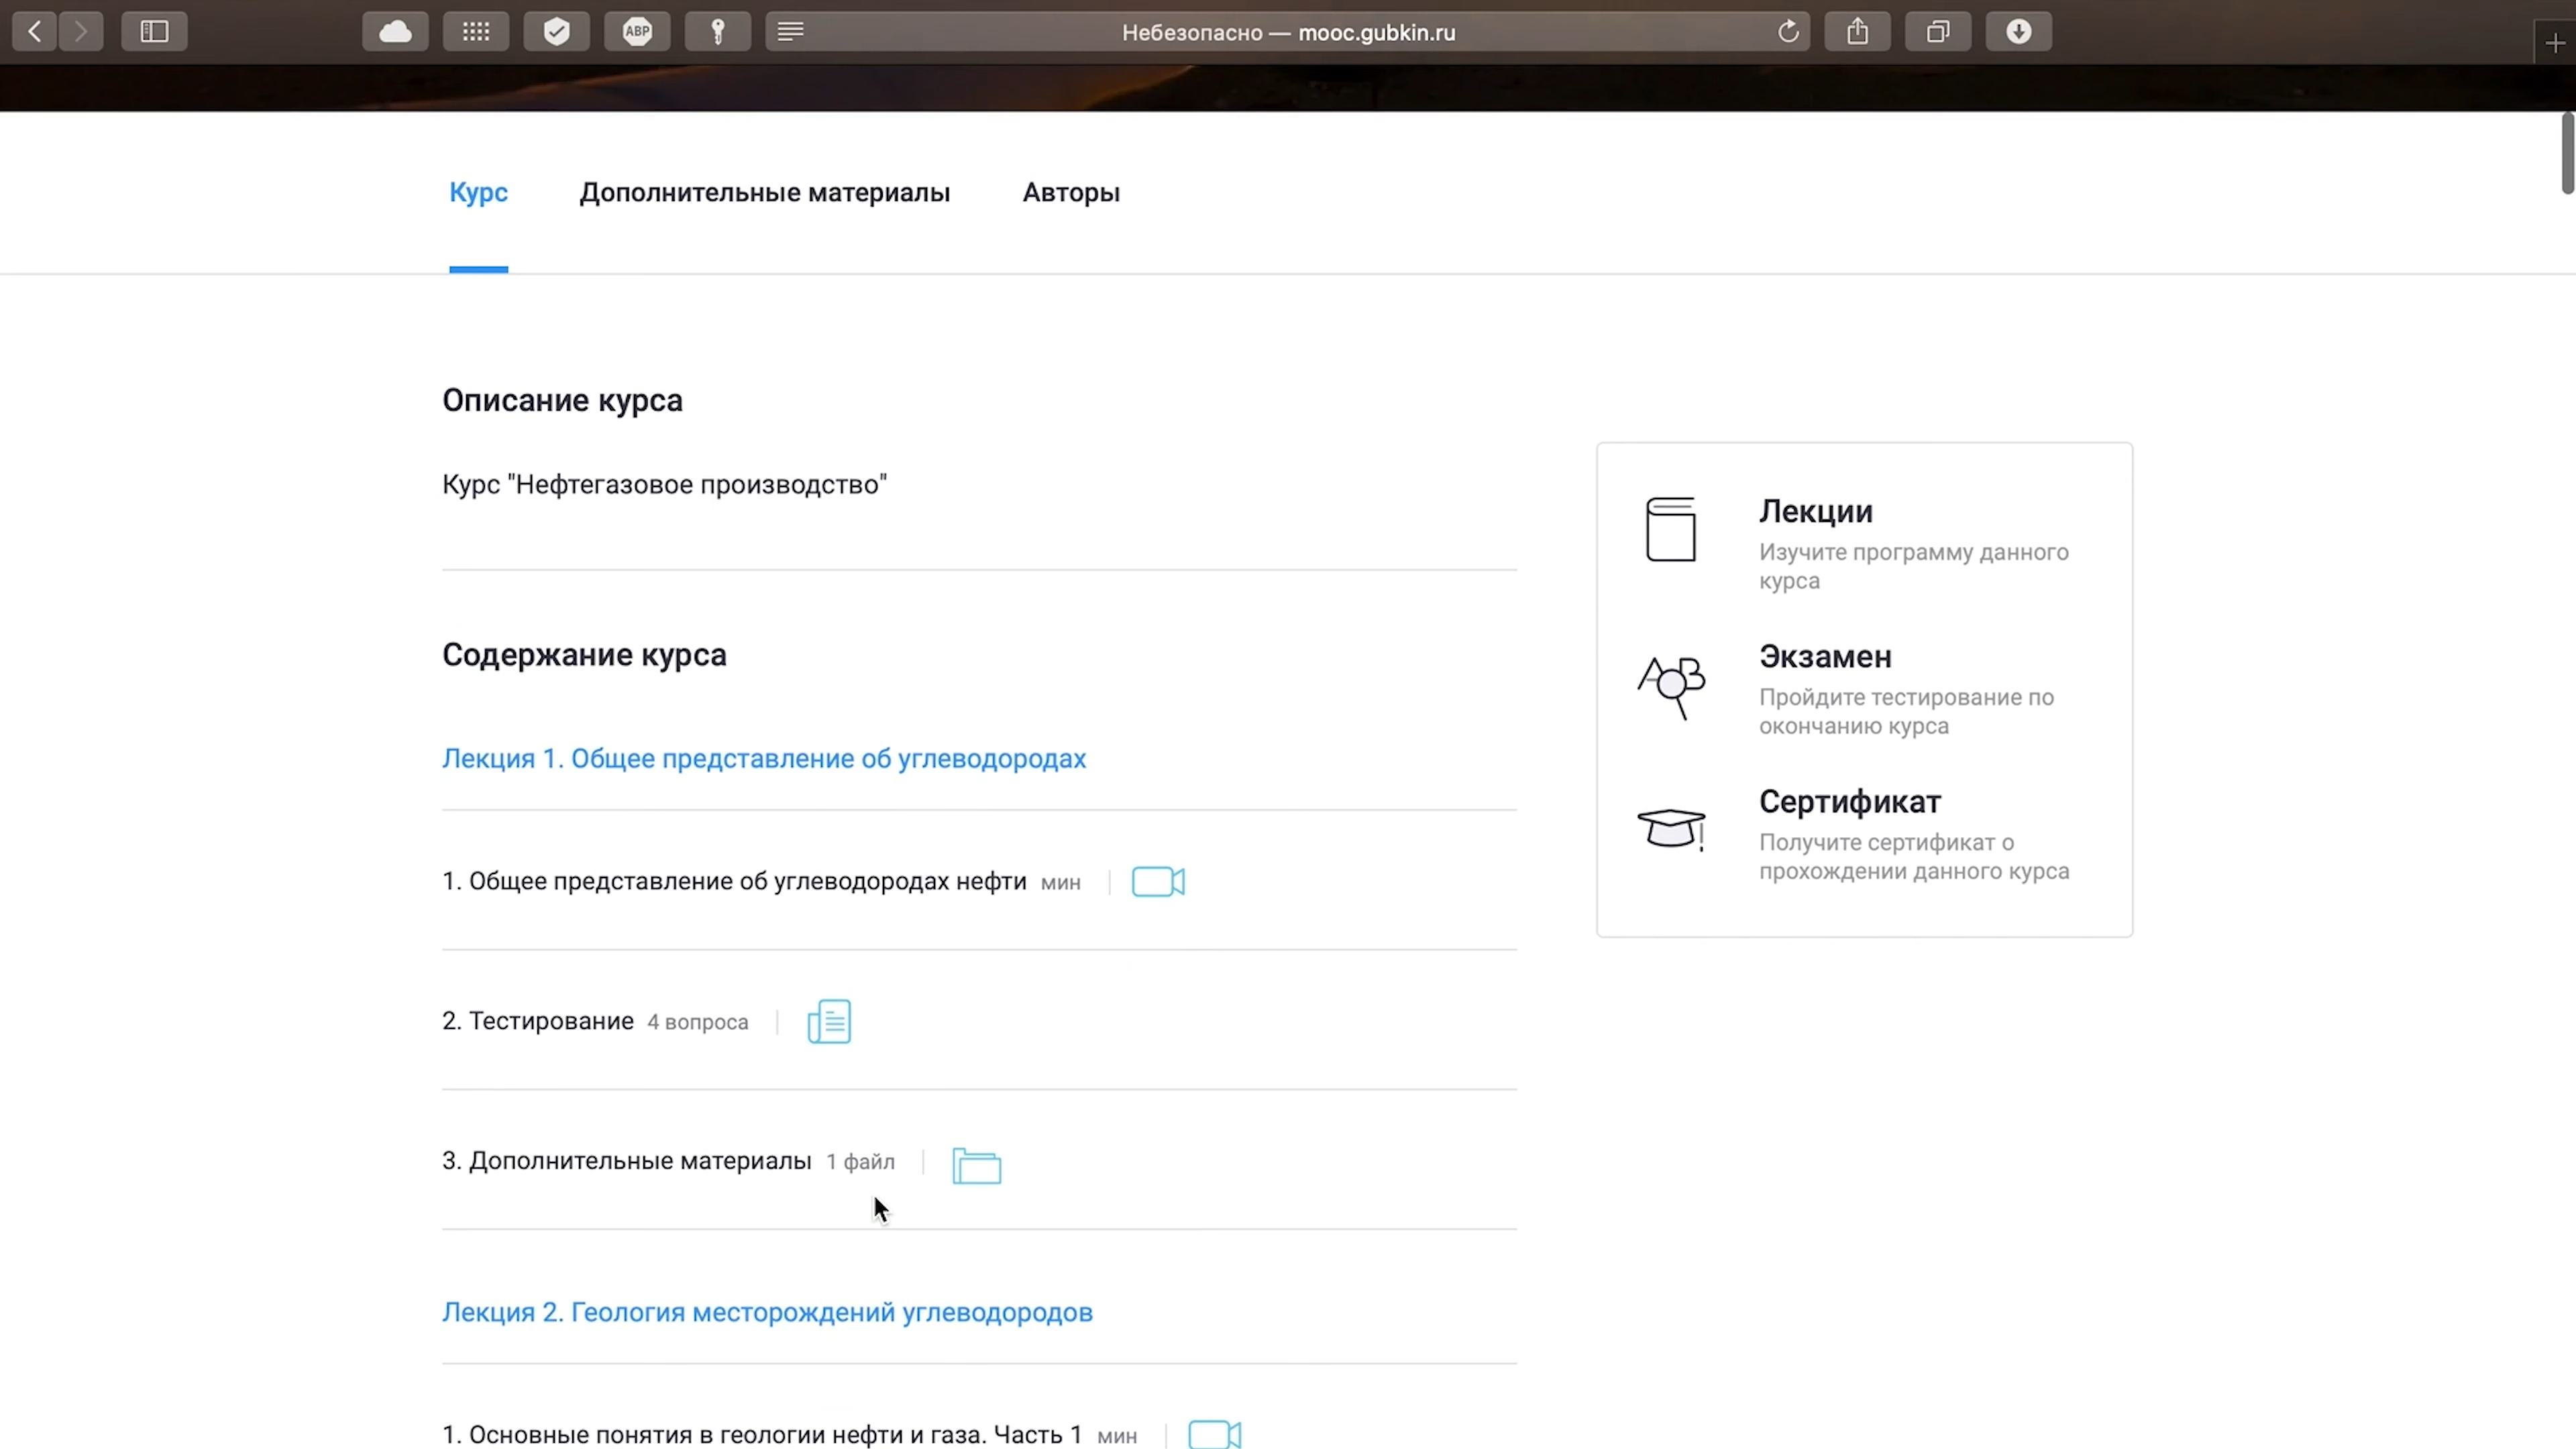 ABP
Небезопасно — mooc.gubkin.ru
Курс
Дополнительные материалы
Авторы
Описание курса
Курс "Нефтегазовое производство"
Содержание курса
Лекция 1. Общее представление об углеводородах
1. Общее представление об углеводородах нефти мин
2. Тестирование 4 вопроса
3. Дополнительные материалы 1 файл
Лекция 2. Геология месторождений углеводородов
1. Основные понятия в геологии нефти и газа. Часть 1 мин
Лекции
Изучите программу данного
курса
Экзамен
Пройдите тестирование по
окончанию курса
Сертификат
Получите сертификат о
прохождении данного курса